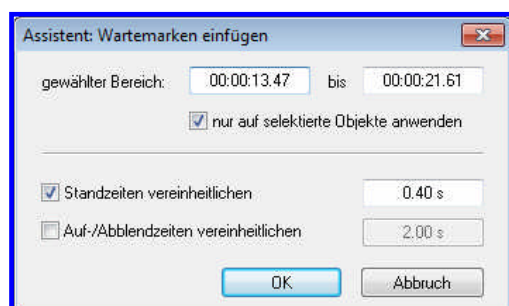 Assistent: Wartemarken einfügen
gewählter Bereich: 00:00:13.47 bis 00:00:21.61
nur auf selektierte Objekte anwenden
Standzeiten vereinheitlichen 0.40 s
Auf-/Abblendzeiten vereinheitlichen 2.00 s
OK Abbruch